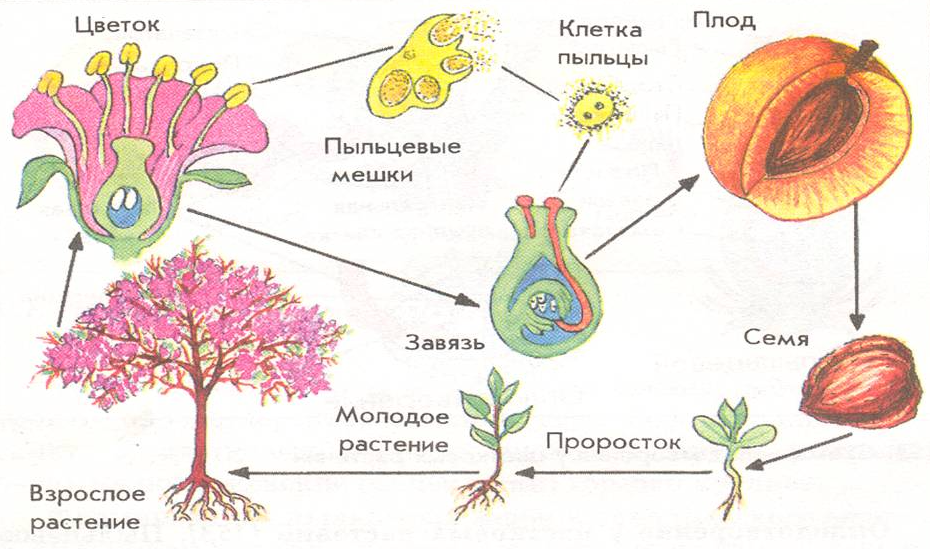 Цветок
Клетка
пыльцы
Плод
Пыльцевые
мешки
Завязь
Семя
Молодое
растение
Проросток
Взрослое
растение